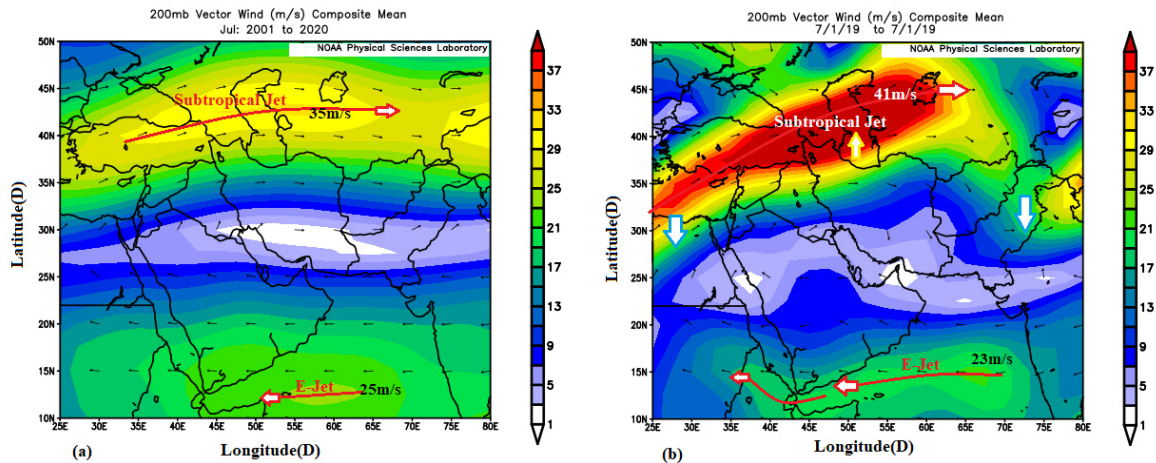 200mb Vector Wind (m/s) Composite Mean
Jul: 2001 to 2020
NOAA Physical Sciences Laboratory
Subtropical Jet
35m/s
E-Jet
25m/s
50N
45N
40N
35N
30N
25N
20N
15N
10N
25E 30E 35E 40E 45E 50E 55E 60E 65E 70E 75E 80E
Latitude(D)
Longitude(D)
(a)
37
33
29
25
21
17
13
9
5
1
200mb Vector Wind (m/s) Composite Mean
7/1/19 to 7/1/19
NOAA Physical Sciences Laboratory
41m/s
Subtropical Jet
E-Jet
23m/s
50N
45N
40N
35N
30N
25N
20N
15N
10N
25E 30E 35E 40E 45E 50E 55E 60E 65E 70E 75E 80E
Latitude(D)
Longitude(D)
(b)
37
33
29
25
21
17
13
9
5
1